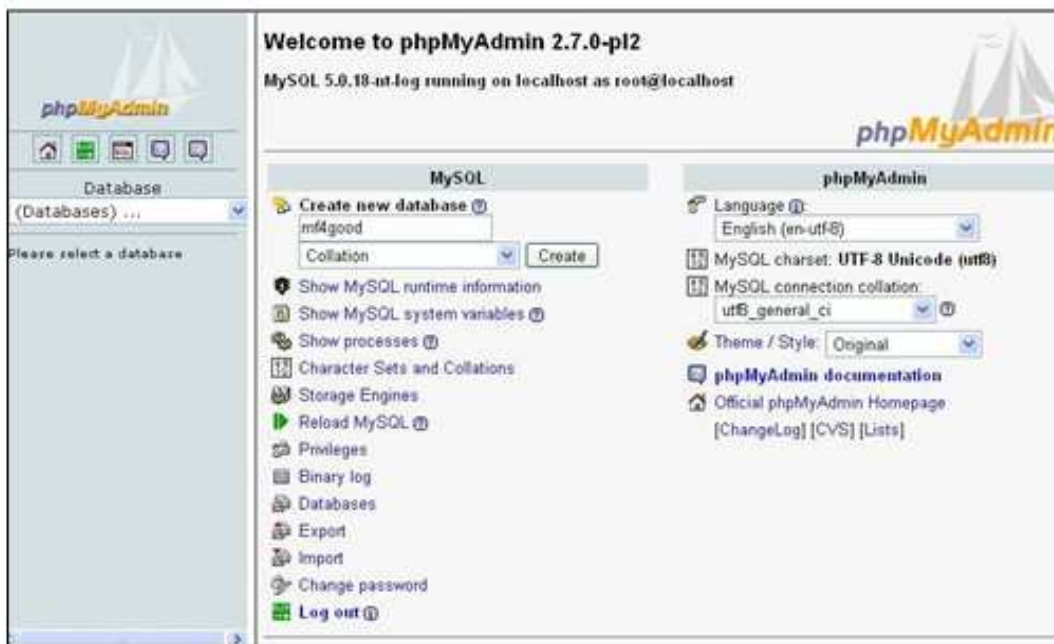 phpMyAdmin
Database
(Databases) ...
Please select a database
Welcome to phpMyAdmin 2.7.0-pl2
MySQL 5.0.18-nt-log running on localhost as root@localhost
phpMyAdmin
MySQL
Create new database
mf4good
Collation
Create
Show MySQL runtime information
Show MySQL system variables
Show processes
Character Sets and Collations
Storage Engines
Reload MySQL
Privileges
Binary log
Databases
Export
Import
Change password
Log out
phpMyAdmin
Language
English (en-utf-8)
MySQL charset: UTF-8 Unicode (utf8)
MySQL connection collation:
utf8_general_ci
Theme / Style: Original
phpMyAdmin documentation
Official phpMyAdmin Homepage
[ChangeLog] [CVS] [Lists]